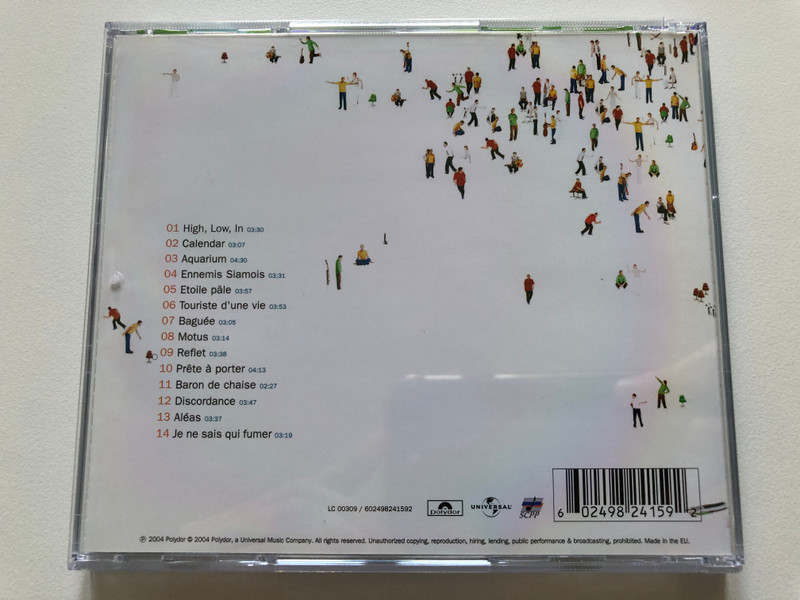 01 High, Low, In 03:30
02 Calendar 03:07
03 Aquarium 04:30
04 Ennemis Siamois 03:31
05 Etoile pâle 03:57
06 Touriste d'une vie 03:53
07 Baguée 03:05
08 Motus 03:14
09 Reflet 03:38
10 Prête à porter 04:13
11 Baron de chaise 02:27
12 Discordance 03:47
13 Aléas 03:37
14 Je ne sais qui fumer 03:19
LC 00309 / 602498241592 polydor UNIVERSAL SCPP
6 02498 24159 2
℗ 2004 Polydor © 2004 Polydor, a Universal Music Company. All rights reserved. Unauthorized copying, reproduction, hiring, lending, public performance & broadcasting, prohibited. Made in the EU.